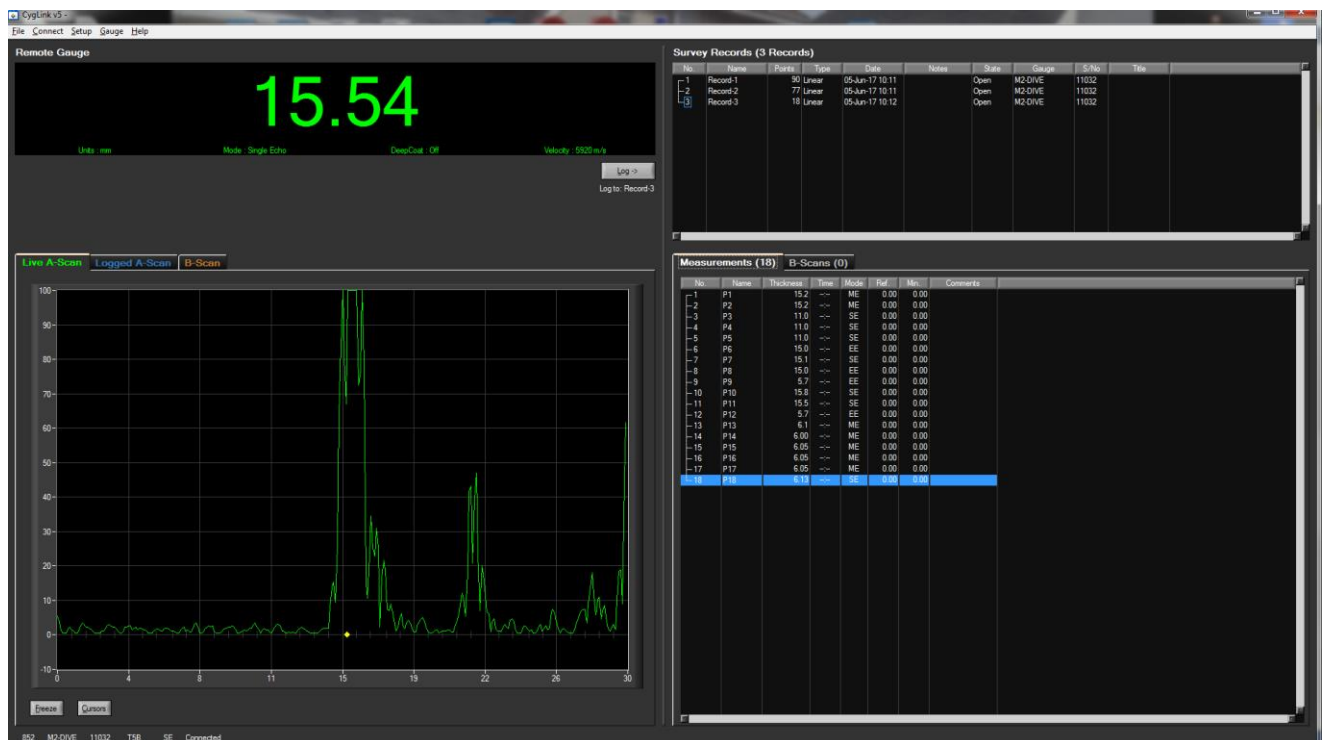 CygLink v5 -
File Connect Setup Gauge Help
Remote Gauge
15.54
Units : mm Mode : Single Echo DeepCoat : Off Velocity : 5920 m/s
Log ->
Log to: Record-3
Survey Records (3 Records)
No. Name Points Type Date Notes State Gauge S/No Title
1 Record-1 90 Linear 05-Jun-17 10:11 Open M2-DIVE 11032
2 Record-2 77 Linear 05-Jun-17 10:11 Open M2-DIVE 11032
3 Record-3 18 Linear 05-Jun-17 10:12 Open M2-DIVE 11032
Live A-Scan Logged A-Scan B-Scan
100
90
80
70
60
50
40
30
20
10
0
-10
0 4 8 11 15 19 22 26 30
Freeze Cursors
Measurements (18) B-Scans (0)
No. Name Thickness Time Mode Ref. Min. Comments
1 P1 15.2 --:-- ME 0.00 0.00
2 P2 15.2 --:-- ME 0.00 0.00
3 P3 11.0 --:-- SE 0.00 0.00
4 P4 11.0 --:-- SE 0.00 0.00
5 P5 11.0 --:-- SE 0.00 0.00
6 P6 15.0 --:-- EE 0.00 0.00
7 P7 15.1 --:-- SE 0.00 0.00
8 P8 15.0 --:-- EE 0.00 0.00
9 P9 5.7 --:-- EE 0.00 0.00
10 P10 15.8 --:-- SE 0.00 0.00
11 P11 15.5 --:-- SE 0.00 0.00
12 P12 5.7 --:-- EE 0.00 0.00
13 P13 6.1 --:-- ME 0.00 0.00
14 P14 6.00 --:-- ME 0.00 0.00
15 P15 6.05 --:-- ME 0.00 0.00
16 P16 6.05 --:-- ME 0.00 0.00
17 P17 6.05 --:-- ME 0.00 0.00
18 P18 6.13 --:-- SE 0.00 0.00
852 M2-DIVE 11032 T5B SE Connected